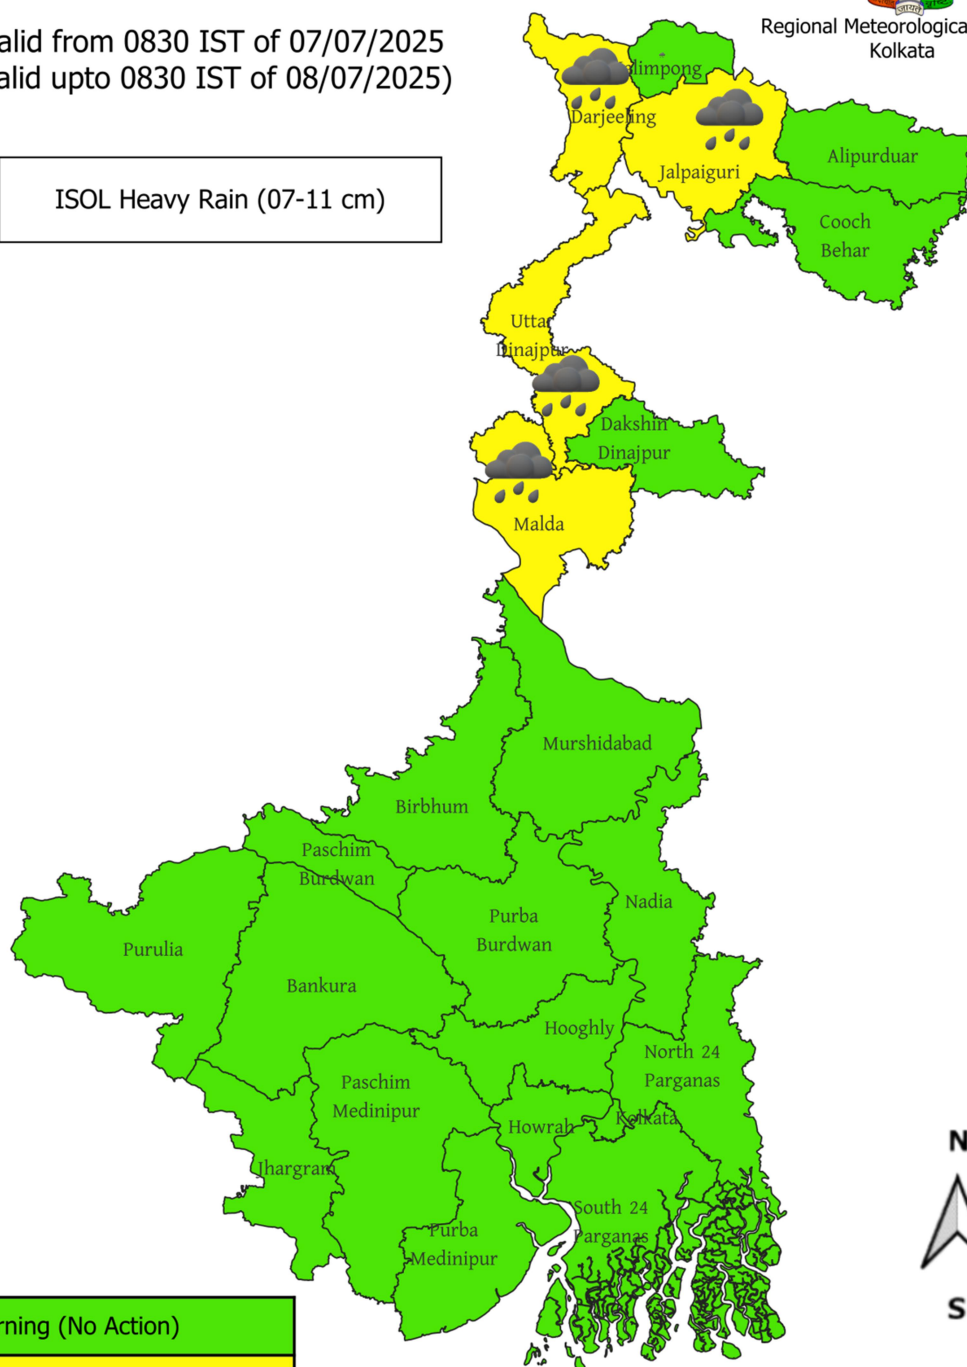 जायते
Regional Meteorologica
Kolkata
alid from 0830 IST of 07/07/2025
alid upto 0830 IST of 08/07/2025)
ISOL Heavy Rain (07-11 cm)
alimpong
Darjeeling
Jalpaiguri
Alipurduar
Cooch
Behar
Uttar
Dinajpur
Dakshin
Dinajpur
Malda
Murshidabad
Birbhum
Paschim
Burdwan
Nadia
Purba
Burdwan
Purulia
Bankura
Hooghly
North 24
Parganas
Paschim
Medinipur
Howrah
Kolkata
Jhargram
South 24
Parganas
Purba
Medinipur
N
S
rning (No Action)